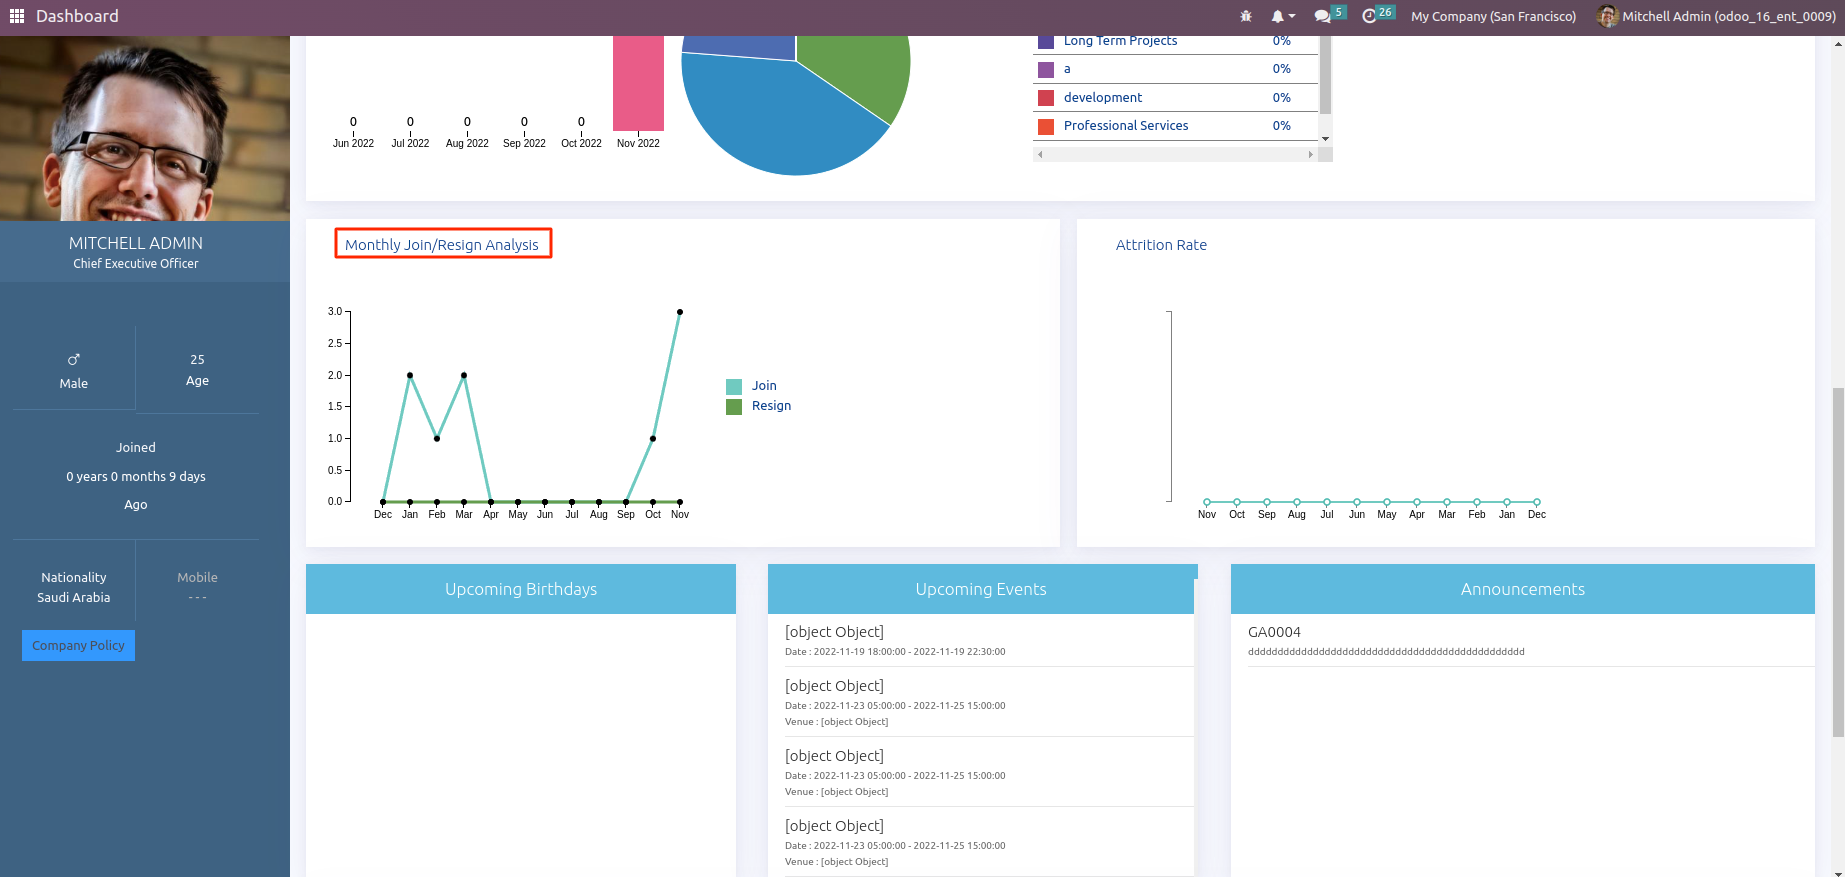 Dashboard
5
26
My Company (San Francisco)
Mitchell Admin (odoo_16_ent_0009)
MITCHELL ADMIN
Chief Executive Officer
Male
25
Age
Joined
0 years 0 months 9 days
Ago
Nationality
Saudi Arabia
Mobile
---
Company Policy
0 0 0 0 0
Jun 2022 Jul 2022 Aug 2022 Sep 2022 Oct 2022 Nov 2022
Long Term Projects 0%
a 0%
development 0%
Professional Services 0%
Monthly Join/Resign Analysis
3.0
2.5
2.0
1.5
1.0
0.5
0.0
Dec Jan Feb Mar Apr May Jun Jul Aug Sep Oct Nov
Join
Resign
Attrition Rate
Nov Oct Sep Aug Jul Jun May Apr Mar Feb Jan Dec
Upcoming Birthdays
Upcoming Events
[object Object]
Date : 2022-11-19 18:00:00 - 2022-11-19 22:30:00
[object Object]
Date : 2022-11-23 05:00:00 - 2022-11-25 15:00:00
Venue : [object Object]
[object Object]
Date : 2022-11-23 05:00:00 - 2022-11-25 15:00:00
Venue : [object Object]
[object Object]
Date : 2022-11-23 05:00:00 - 2022-11-25 15:00:00
Venue : [object Object]
Announcements
GA0004